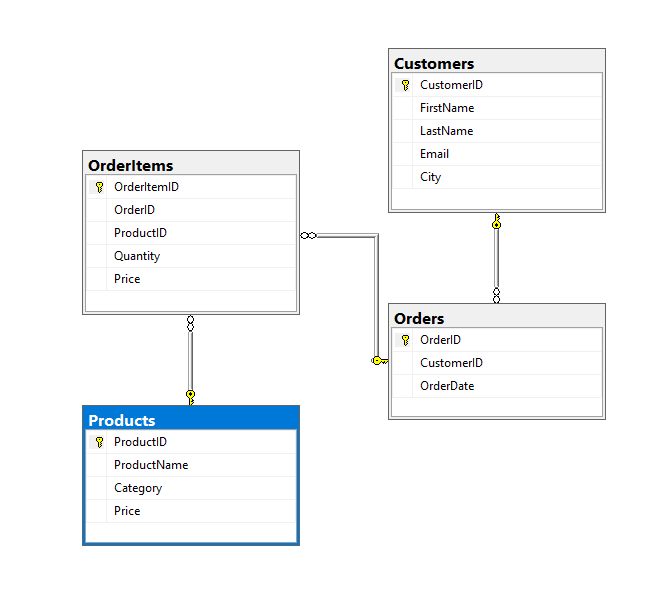 Customers
CustomerID
FirstName
LastName
Email
City
OrderItems
OrderItemID
OrderID
ProductID
Quantity
Price
Orders
OrderID
CustomerID
OrderDate
Products
ProductID
ProductName
Category
Price